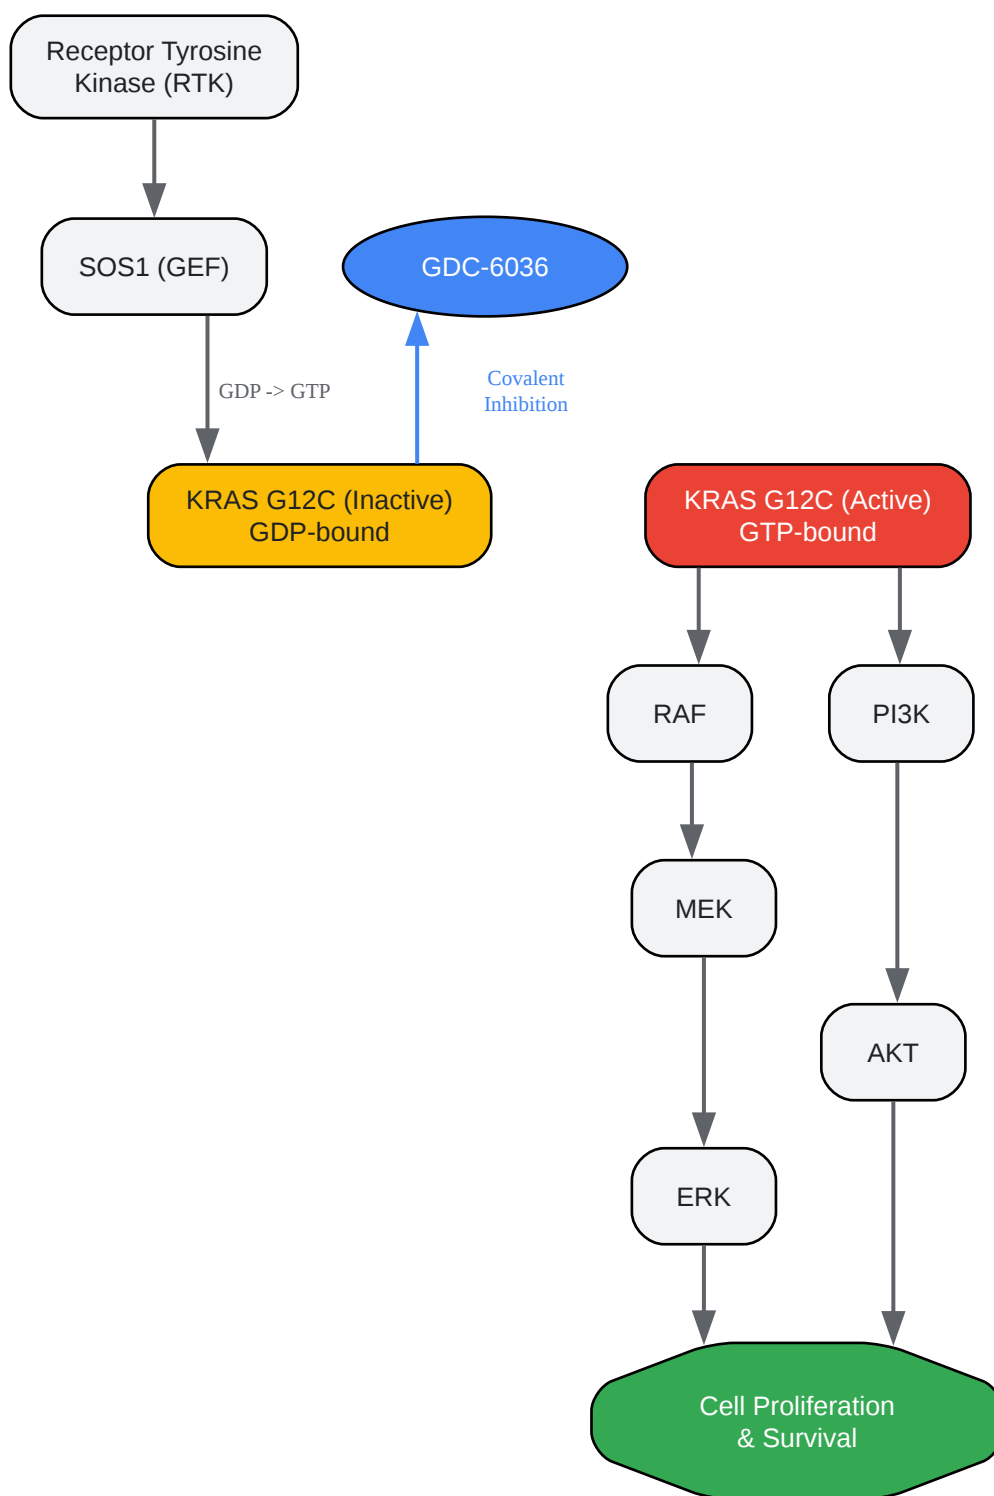 Receptor Tyrosine
Kinase (RTK)
SOS1 (GEF)
GDC-6036
GDP -> GTP
Covalent
Inhibition
KRAS G12C (Inactive)
GDP-bound
KRAS G12C (Active)
GTP-bound
RAF
PI3K
MEK
AKT
ERK
Cell Proliferation
& Survival